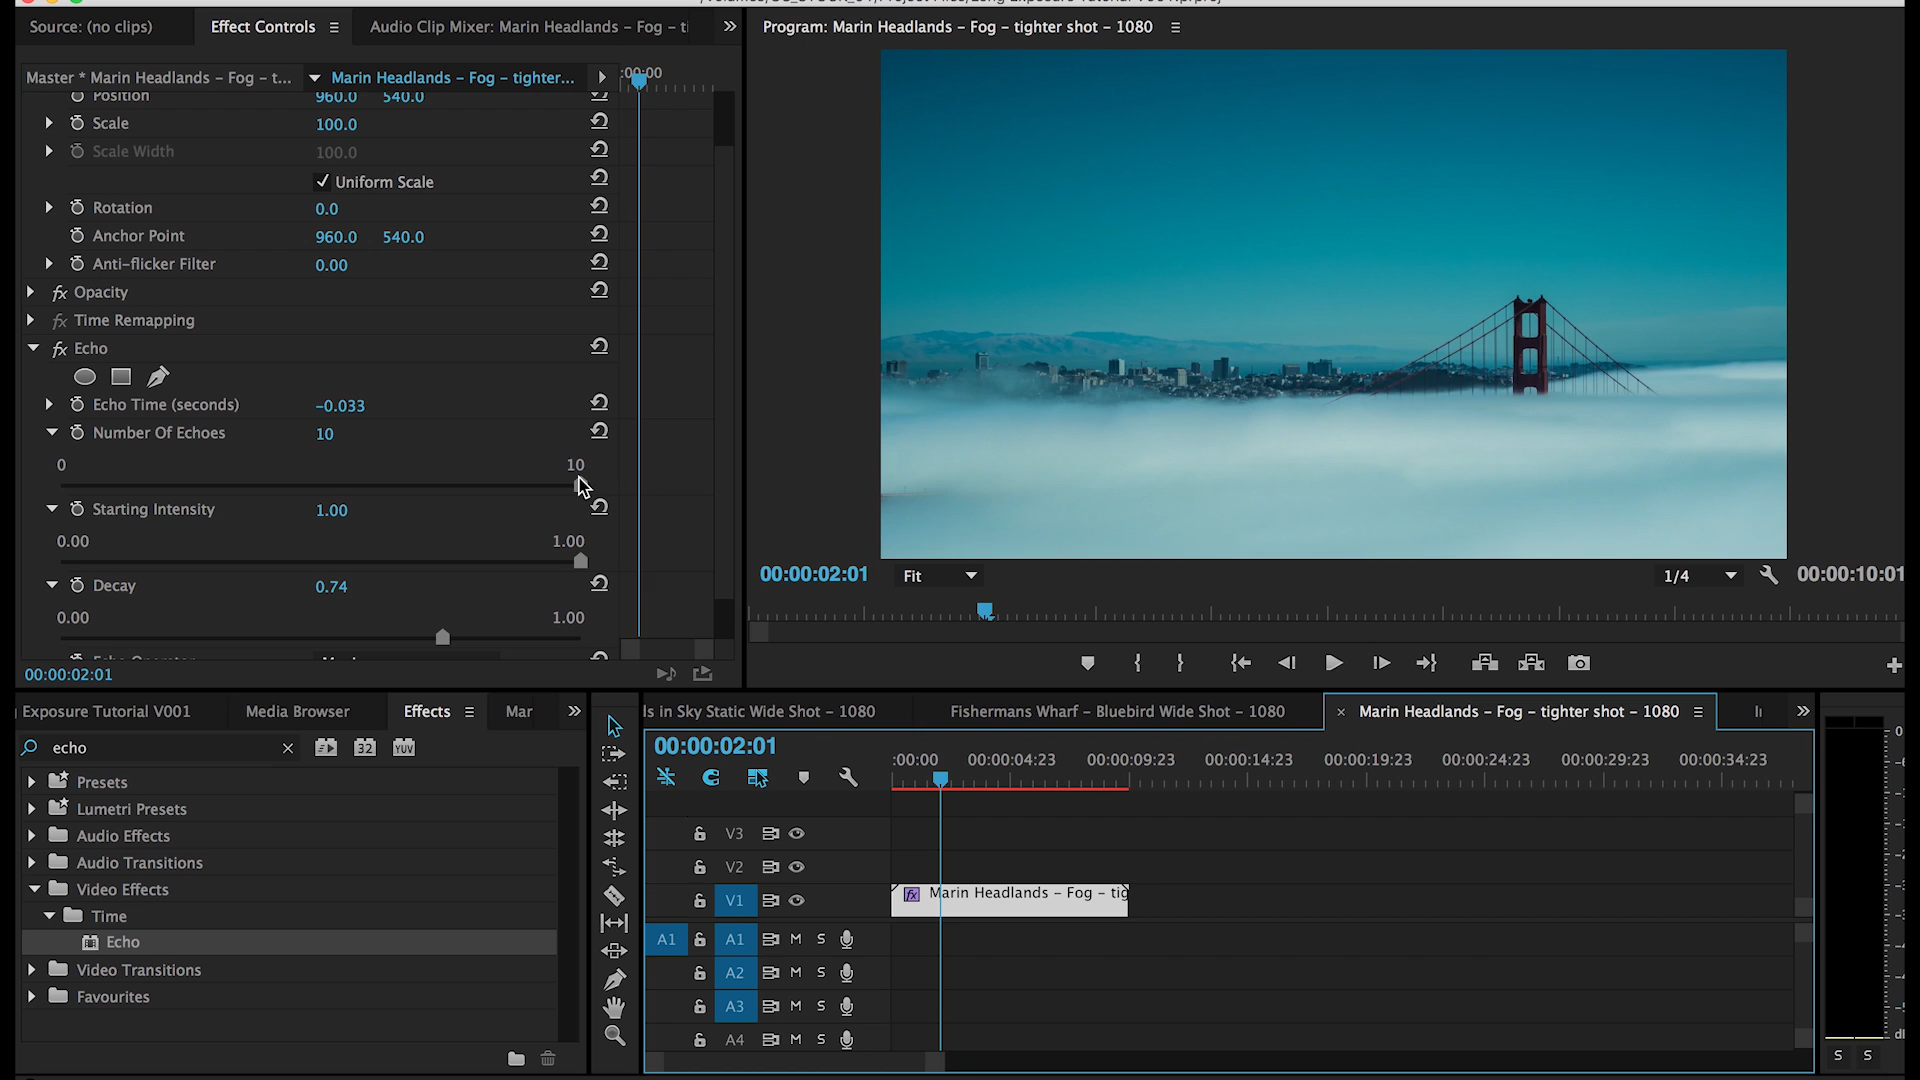 Source: (no clips)
Effect Controls
Audio Clip Mixer: Marin Headlands – Fog – ti
Program: Marin Headlands – Fog – tighter shot – 1080
Master * Marin Headlands – Fog – t...
Marin Headlands – Fog – tighter...
:00:00
Position 960.0 540.0
Scale 100.0
Scale Width 100.0
Uniform Scale
Rotation 0.0
Anchor Point 960.0 540.0
Anti-flicker Filter 0.00
fx Opacity
fx Time Remapping
fx Echo
Echo Time (seconds) -0.033
Number Of Echoes 10
0 10
Starting Intensity 1.00
0.00 1.00
Decay 0.74
0.00 1.00
00:00:02:01
00:00:02:01 Fit 1/4 00:00:10:01
Exposure Tutorial V001
Media Browser
Effects
Mar
echo
32
YUV
Presets
Lumetri Presets
Audio Effects
Audio Transitions
Video Effects
Time
Echo
Video Transitions
Favourites
ls in Sky Static Wide Shot – 1080
Fishermans Wharf – Bluebird Wide Shot – 1080
× Marin Headlands – Fog – tighter shot – 1080
00:00:02:01
:00:00 00:00:04:23 00:00:09:23 00:00:14:23 00:00:19:23 00:00:24:23 00:00:29:23 00:00:34:23
V3
V2
V1
fx Marin Headlands – Fog – tig
A1 A1 M S
A2 M S
A3 M S
A4 M S
0
S S